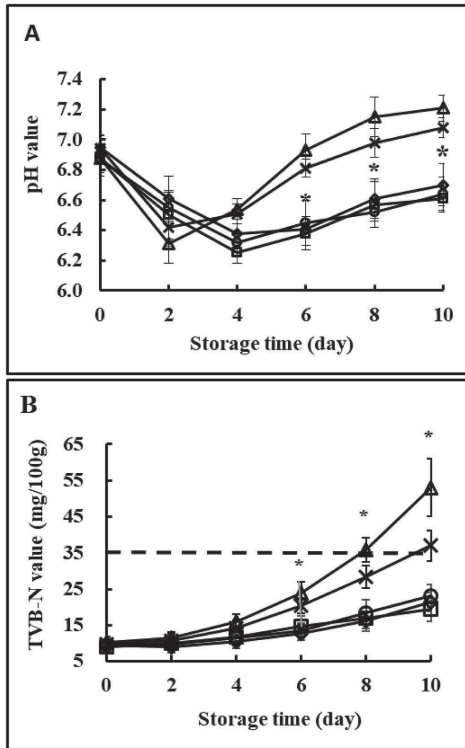 A
pH value
7.4
7.2
7.0
6.8
6.6
6.4
6.2
6.0
* * *
0 2 4 6 8 10
Storage time (day)
B
TVB-N value (mg/100g)
65
55
45
35
25
15
5
* * *
0 2 4 6 8 10
Storage time (day)